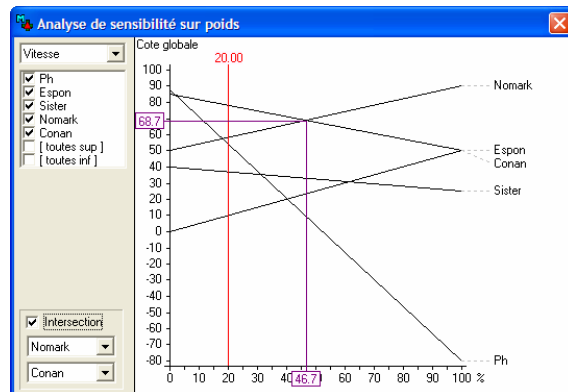 Analyse de sensibilité sur poids
Vitesse
Ph
Espon
Sister
Nomark
Conan
[ toutes sup ]
[ toutes inf ]
Intersection
Nomark
Conan
Cote globale
20.00
100
90
80
70
68.7
50
40
30
20
10
0
-10
-20
-30
-40
-50
-60
-70
-80
0 10 20 30 46.7 60 70 80 90 100 %
Nomark
Espon
Conan
Sister
Ph